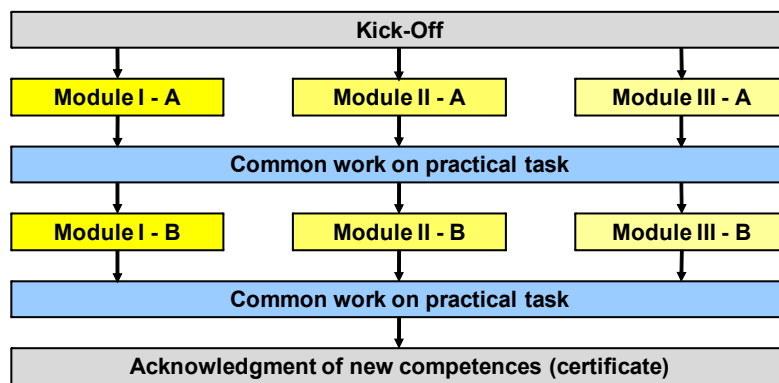 Kick-Off
Module I - A
Module II - A
Module III - A
Common work on practical task
Module I - B
Module II - B
Module III - B
Common work on practical task
Acknowledgment of new competences (certificate)